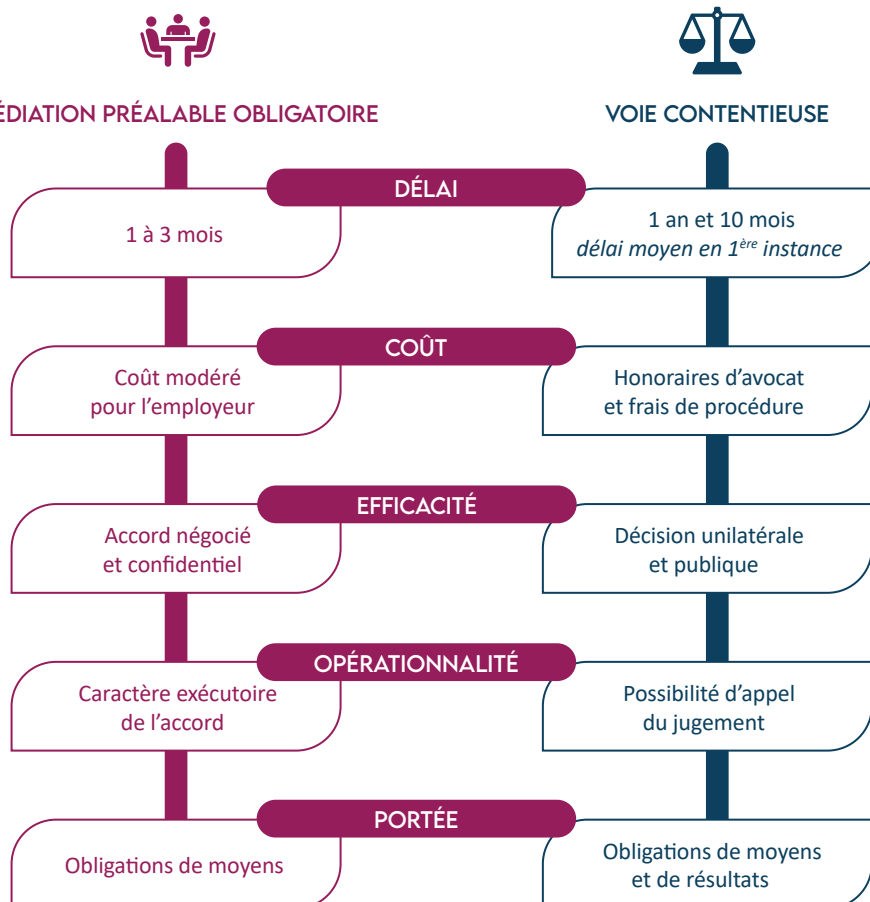 ÉDIATION PRÉALABLE OBLIGATOIRE
VOIE CONTENTIEUSE
DÉLAI
1 à 3 mois
1 an et 10 mois
délai moyen en 1ère instance
COÛT
Coût modéré
pour l’employeur
Honoraires d’avocat
et frais de procédure
EFFICACITÉ
Accord négocié
et confidentiel
Décision unilatérale
et publique
OPÉRATIONNALITÉ
Caractère exécutoire
de l’accord
Possibilité d’appel
du jugement
PORTÉE
Obligations de moyens
Obligations de moyens
et de résultats